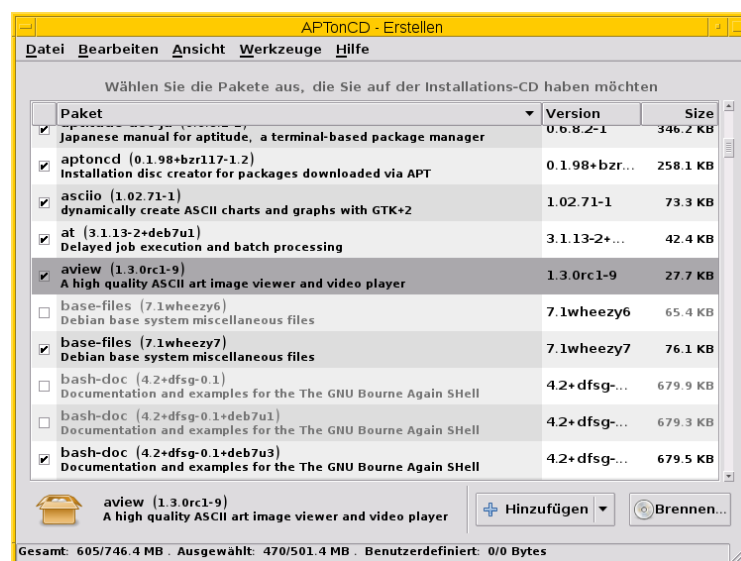 APTonCD - Erstellen
Datei Bearbeiten Ansicht Werkzeuge Hilfe
Wählen Sie die Pakete aus, die Sie auf der Installations-CD haben möchten
Paket Version Size
0.6.8.2-1 346.2 KB
Japanese manual for aptitude, a terminal-based package manager
aptoncd (0.1.98+bzr117-1.2) 0.1.98+bzr... 258.1 KB
Installation disc creator for packages downloaded via APT
asciio (1.02.71-1) 1.02.71-1 73.3 KB
dynamically create ASCII charts and graphs with GTK+2
at (3.1.13-2+deb7u1) 3.1.13-2+... 42.4 KB
Delayed job execution and batch processing
aview (1.3.0rc1-9) 1.3.0rc1-9 27.7 KB
A high quality ASCII art image viewer and video player
base-files (7.1wheezy6) 7.1wheezy6 65.4 KB
Debian base system miscellaneous files
base-files (7.1wheezy7) 7.1wheezy7 76.1 KB
Debian base system miscellaneous files
bash-doc (4.2+dfsg-0.1) 4.2+dfsg-... 679.9 KB
Documentation and examples for the The GNU Bourne Again SHell
bash-doc (4.2+dfsg-0.1+deb7u1) 4.2+dfsg-... 679.3 KB
Documentation and examples for the The GNU Bourne Again SHell
bash-doc (4.2+dfsg-0.1+deb7u3) 4.2+dfsg-... 679.5 KB
Documentation and examples for the The GNU Bourne Again SHell
aview (1.3.0rc1-9)
A high quality ASCII art image viewer and video player
Hinzufügen Brennen...
Gesamt: 605/746.4 MB . Ausgewählt: 470/501.4 MB . Benutzerdefiniert: 0/0 Bytes